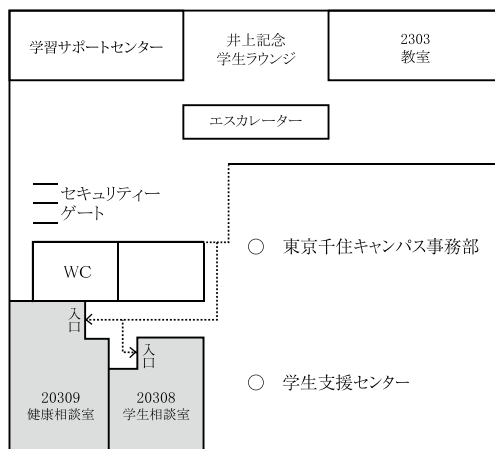 学習サポートセンター
井上記念
学生ラウンジ
2303
教室
エスカレーター
セキュリティー
ゲート
WC
東京千住キャンパス事務部
入口
入口
学生支援センター
20309
健康相談室
20308
学生相談室